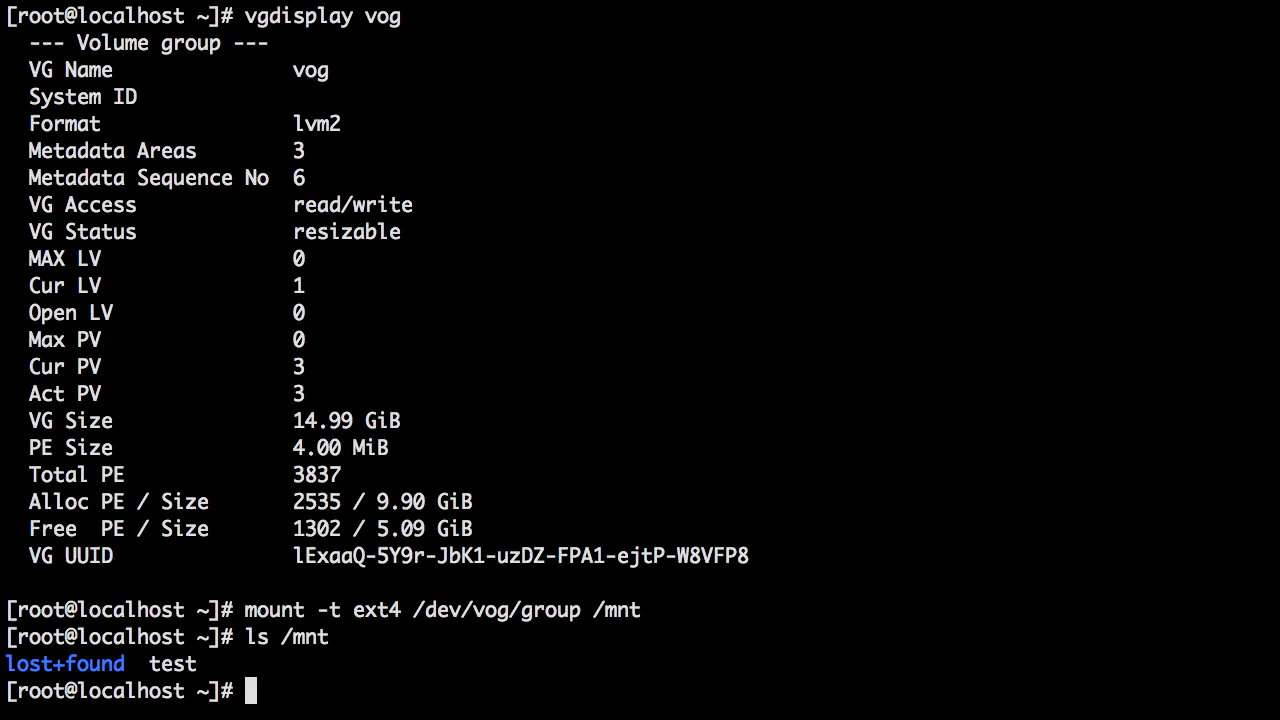 [root@localhost ~]# vgdisplay vog
  --- Volume group ---
  VG Name               vog
  System ID
  Format                lvm2
  Metadata Areas        3
  Metadata Sequence No  6
  VG Access             read/write
  VG Status             resizable
  MAX LV                0
  Cur LV                1
  Open LV               0
  Max PV                0
  Cur PV                3
  Act PV                3
  VG Size               14.99 GiB
  PE Size               4.00 MiB
  Total PE              3837
  Alloc PE / Size       2535 / 9.90 GiB
  Free  PE / Size       1302 / 5.09 GiB
  VG UUID               lExaaQ-5Y9r-JbK1-uzDZ-FPA1-ejtP-W8VFP8

[root@localhost ~]# mount -t ext4 /dev/vog/group /mnt
[root@localhost ~]# ls /mnt
lost+found  test
[root@localhost ~]#